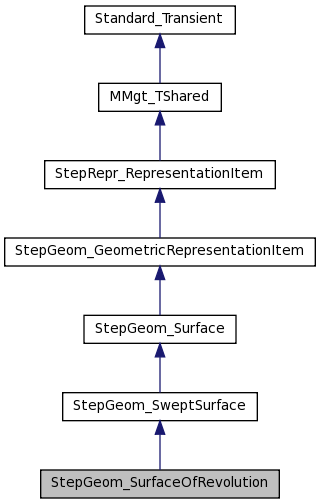 Standard_Transient
MMgt_TShared
StepRepr_RepresentationItem
StepGeom_GeometricRepresentationItem
StepGeom_Surface
StepGeom_SweptSurface
StepGeom_SurfaceOfRevolution